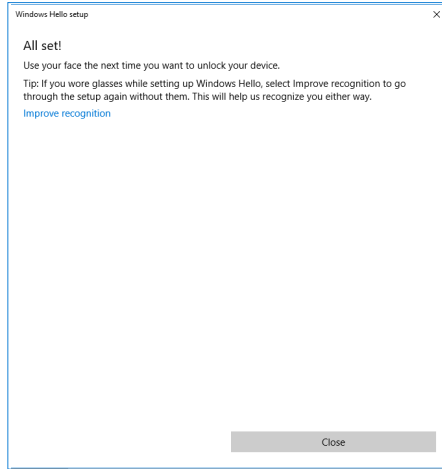 Windows Hello setup
All set!
Use your face the next time you want to unlock your device.
Tip: If you wore glasses while setting up Windows Hello, select Improve recognition to go
through the setup again without them. This will help us recognize you either way.
Improve recognition
Close